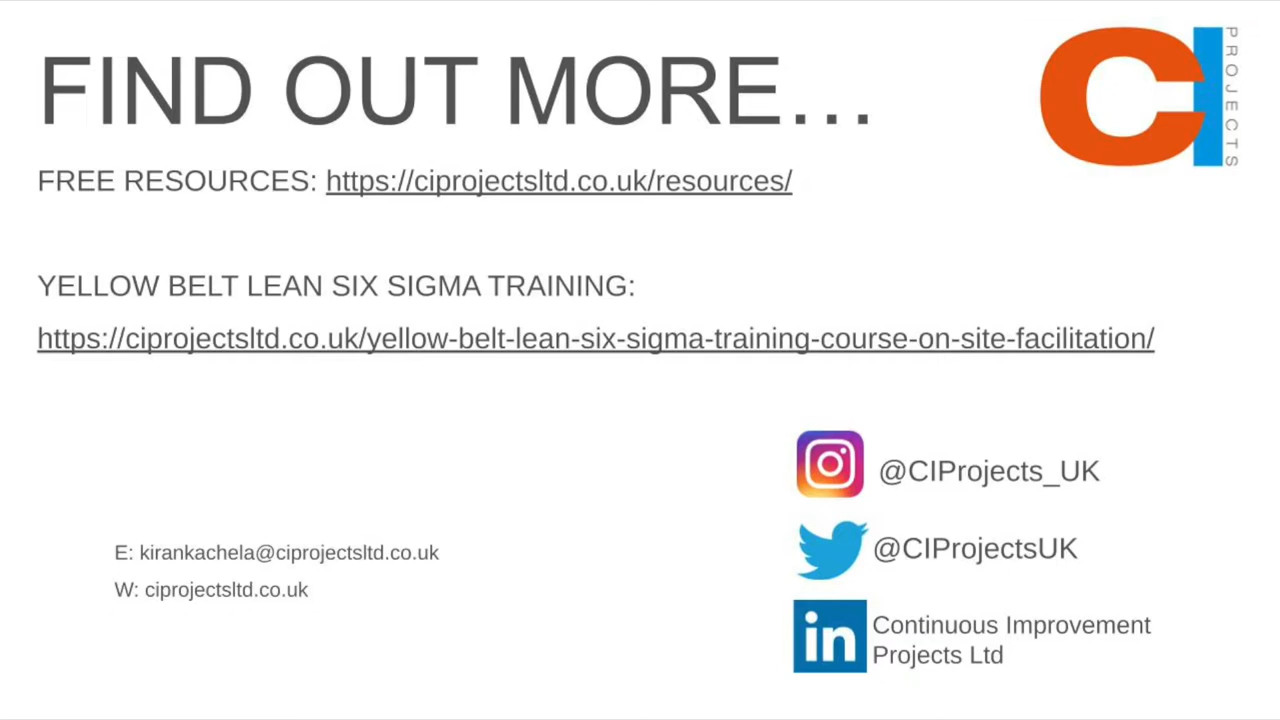 FIND OUT MORE…
CI PROJECTS
FREE RESOURCES: https://ciprojectsltd.co.uk/resources/
YELLOW BELT LEAN SIX SIGMA TRAINING:
https://ciprojectsltd.co.uk/yellow-belt-lean-six-sigma-training-course-on-site-facilitation/
@CIProjects_UK
@CIProjectsUK
in Continuous Improvement
Projects Ltd
E: kirankachela@ciprojectsltd.co.uk
W: ciprojectsltd.co.uk